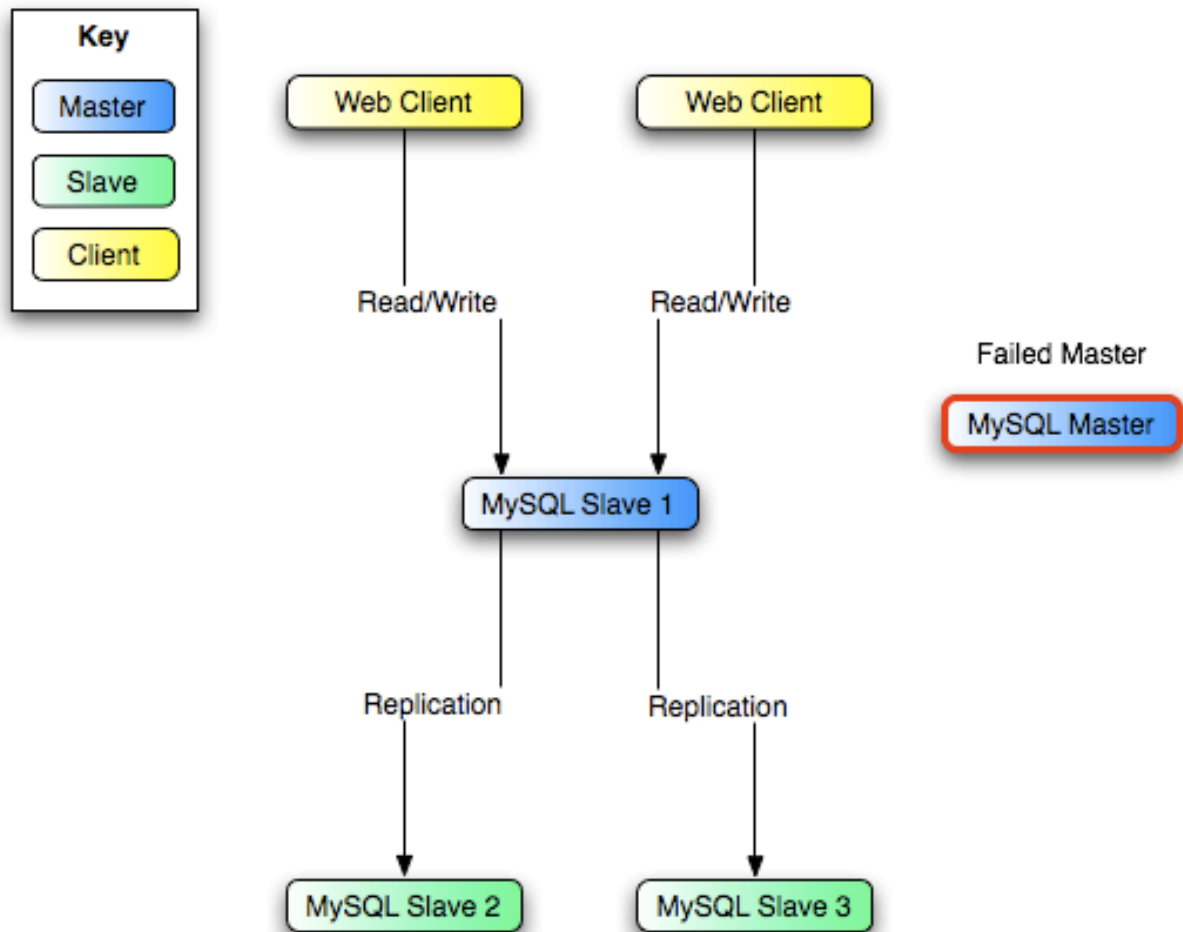 Key
Master
Slave
Client
Web Client
Web Client
Read/Write
Read/Write
Failed Master
MySQL Master
MySQL Slave 1
Replication
Replication
MySQL Slave 2
MySQL Slave 3